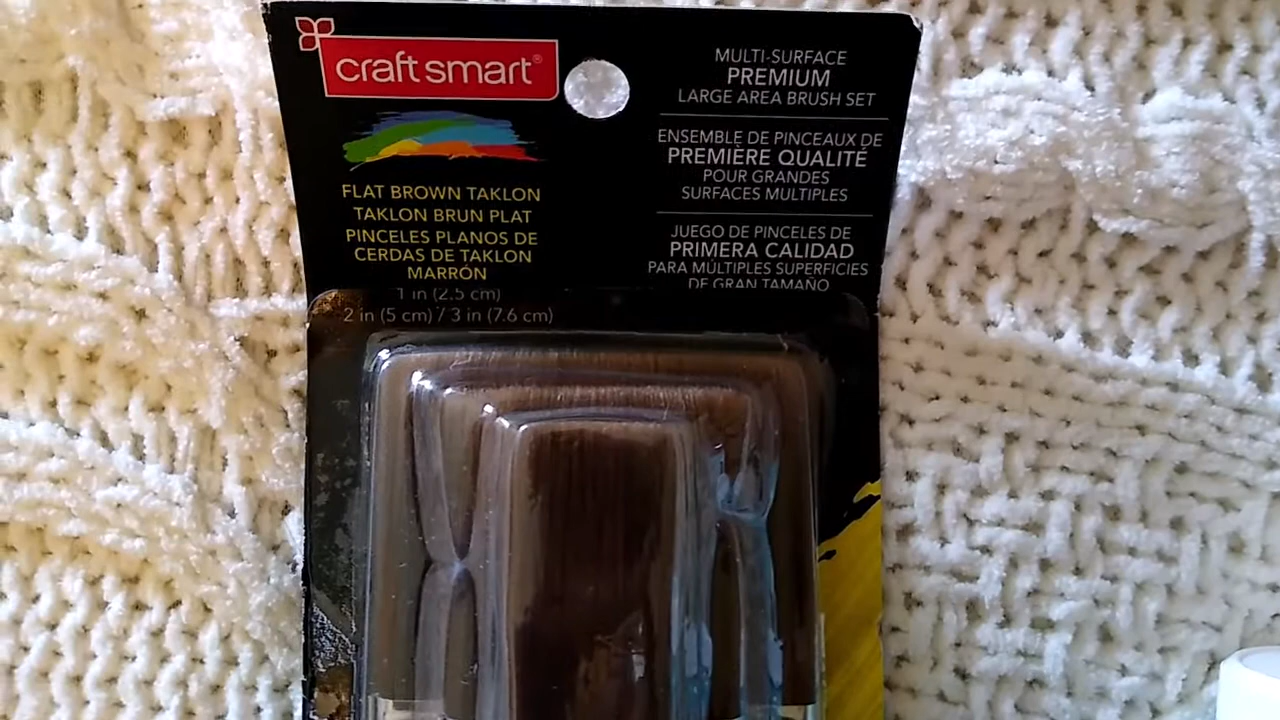 craft smart®
FLAT BROWN TAKLON
TAKLON BRUN PLAT
PINCELES PLANOS DE
CERDAS DE TAKLON
MARRÓN
1 in (2.5 cm)
2 in (5 cm) / 3 in (7.6 cm)
MULTI-SURFACE
PREMIUM
LARGE AREA BRUSH SET
ENSEMBLE DE PINCEAUX DE
PREMIÈRE QUALITÉ
POUR GRANDES
SURFACES MULTIPLES
JUEGO DE PINCELES DE
PRIMERA CALIDAD
PARA MÚLTIPLES SUPERFICIES
DE GRAN TAMAÑO